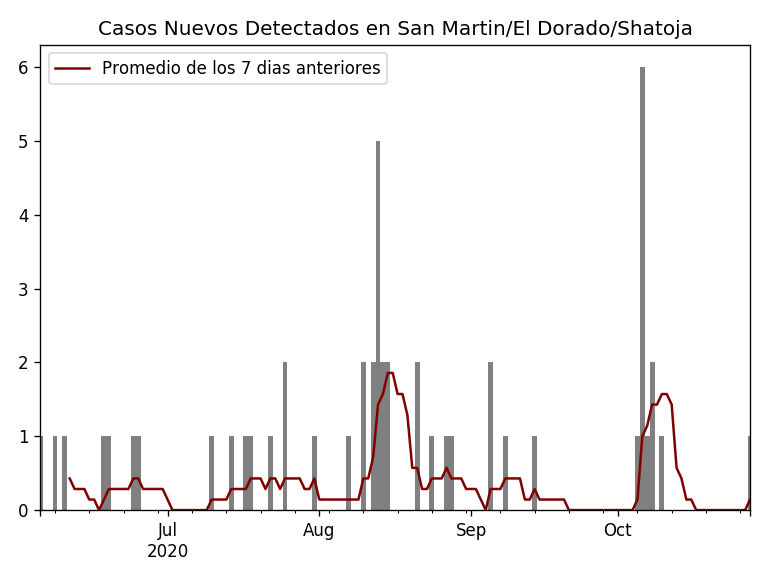 Casos Nuevos Detectados en San Martin/El Dorado/Shatoja
Promedio de los 7 dias anteriores
6
5
4
3
2
1
0
Jul
2020
Aug
Sep
Oct